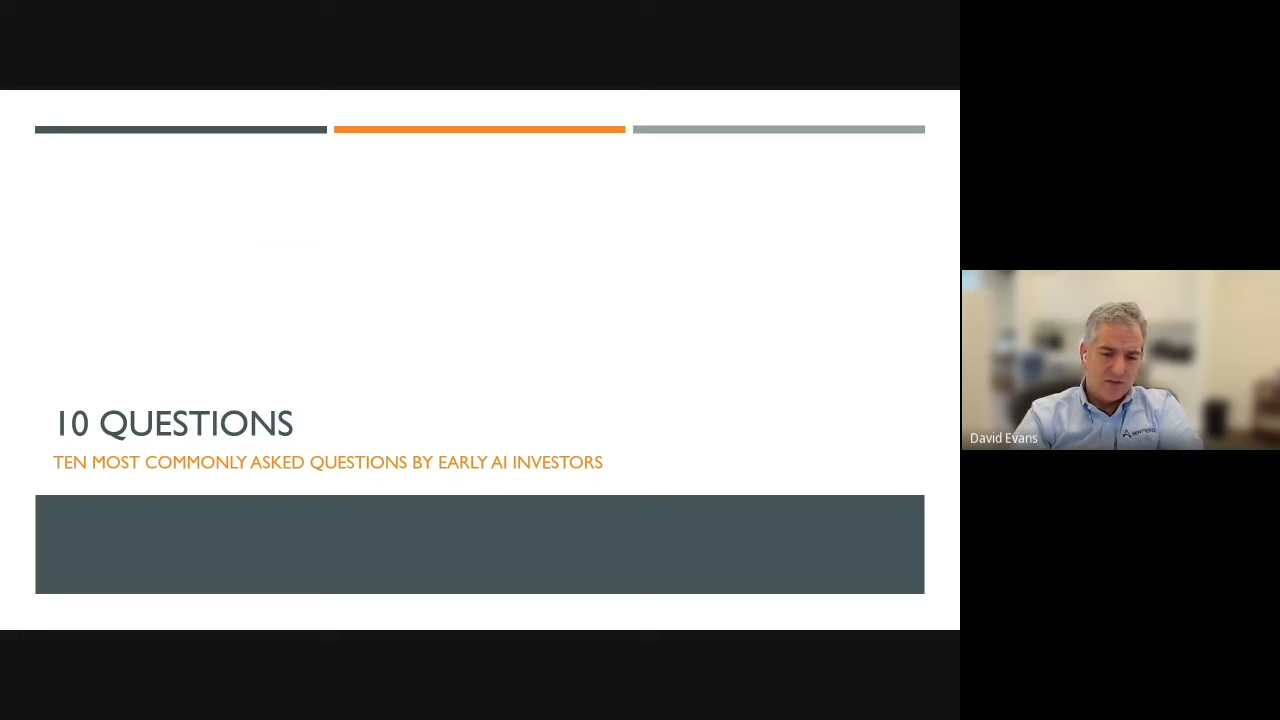 10 QUESTIONS
TEN MOST COMMONLY ASKED QUESTIONS BY EARLY AI INVESTORS
David Evans